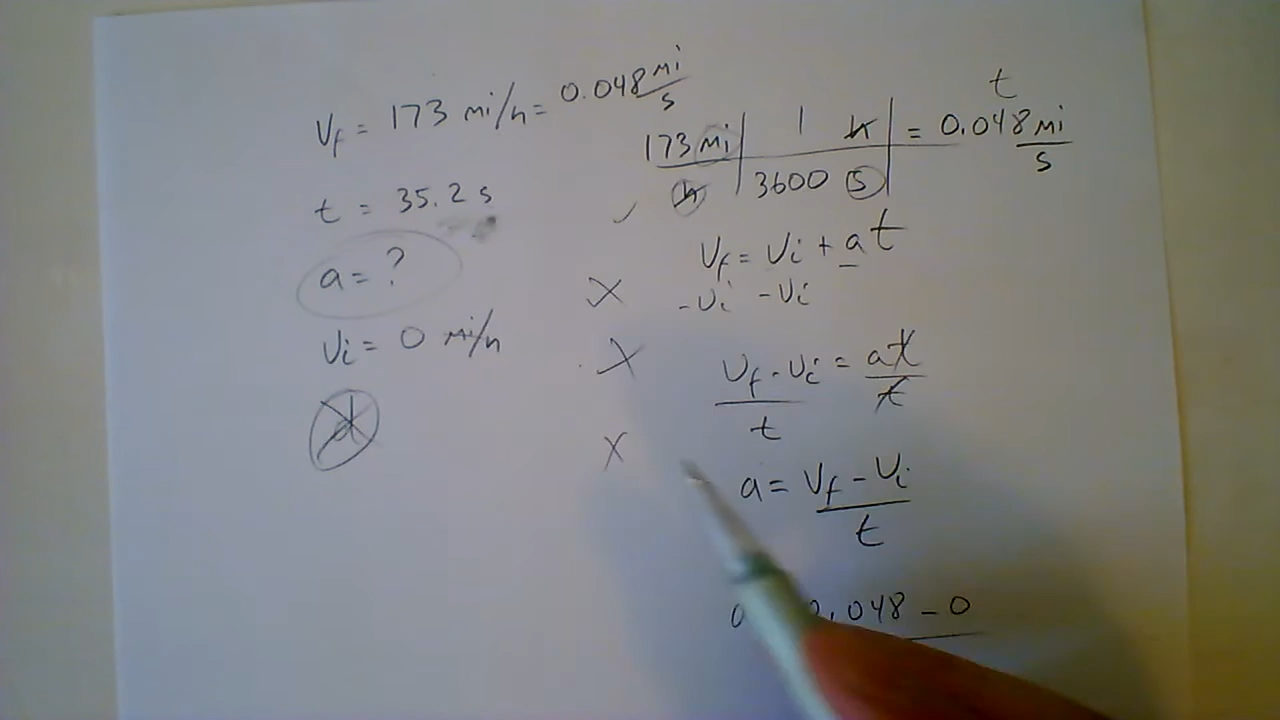 Vf = 173 mi/h = 0.048 mi/s
t = 35.2 s
a = ?
Vi = 0 mi/h
d
t
173 mi | 1 h | = 0.048 mi
h | 3600 s | s
✓
X
X
X
Vf = Vi + at
-Vi -Vi
Vf - Vi = at
t t
a = Vf - Vi
t
0.048 - 0